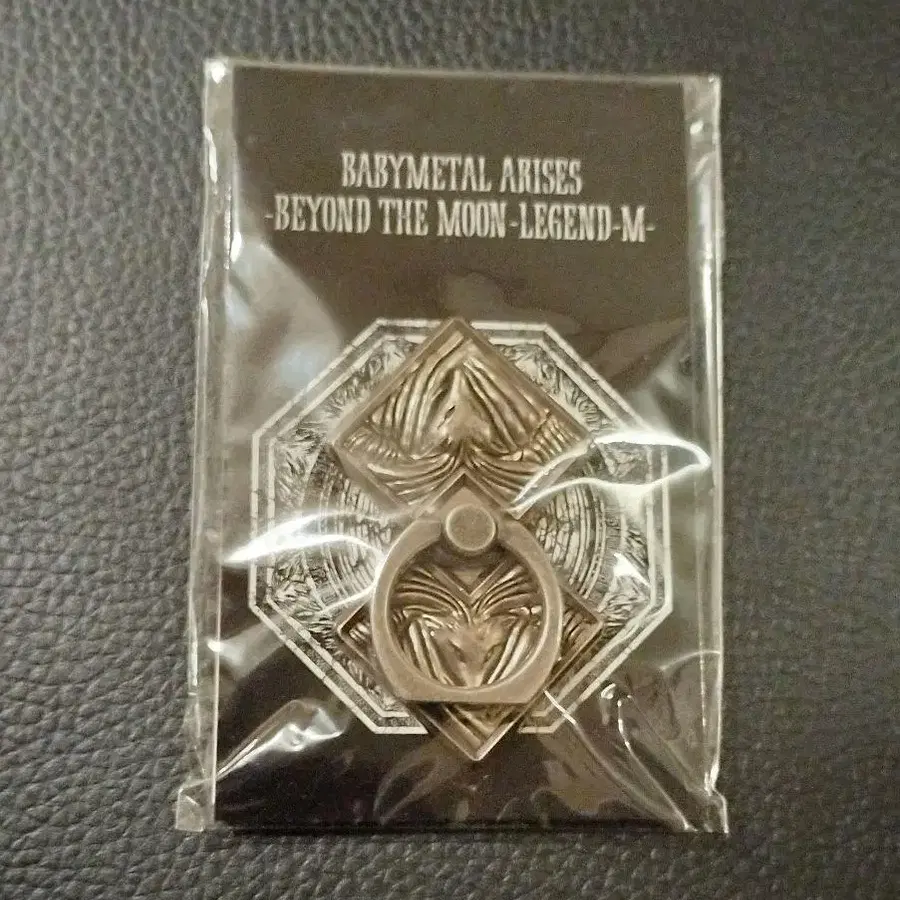 BABYMETAL ARISES
-BEYOND THE MOON-LEGEND-M-